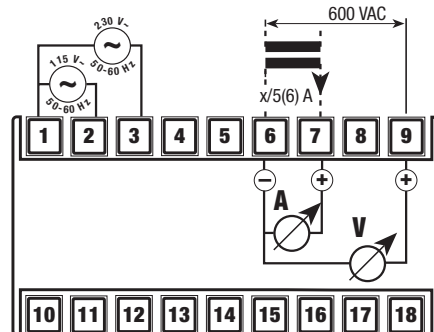 230 V~
50-60 Hz
115 V~
50-60 Hz
600 VAC
x/5(6) A
1 2 3 4 5 6 7 8 9
− + +
A
V
10 11 12 13 14 15 16 17 18